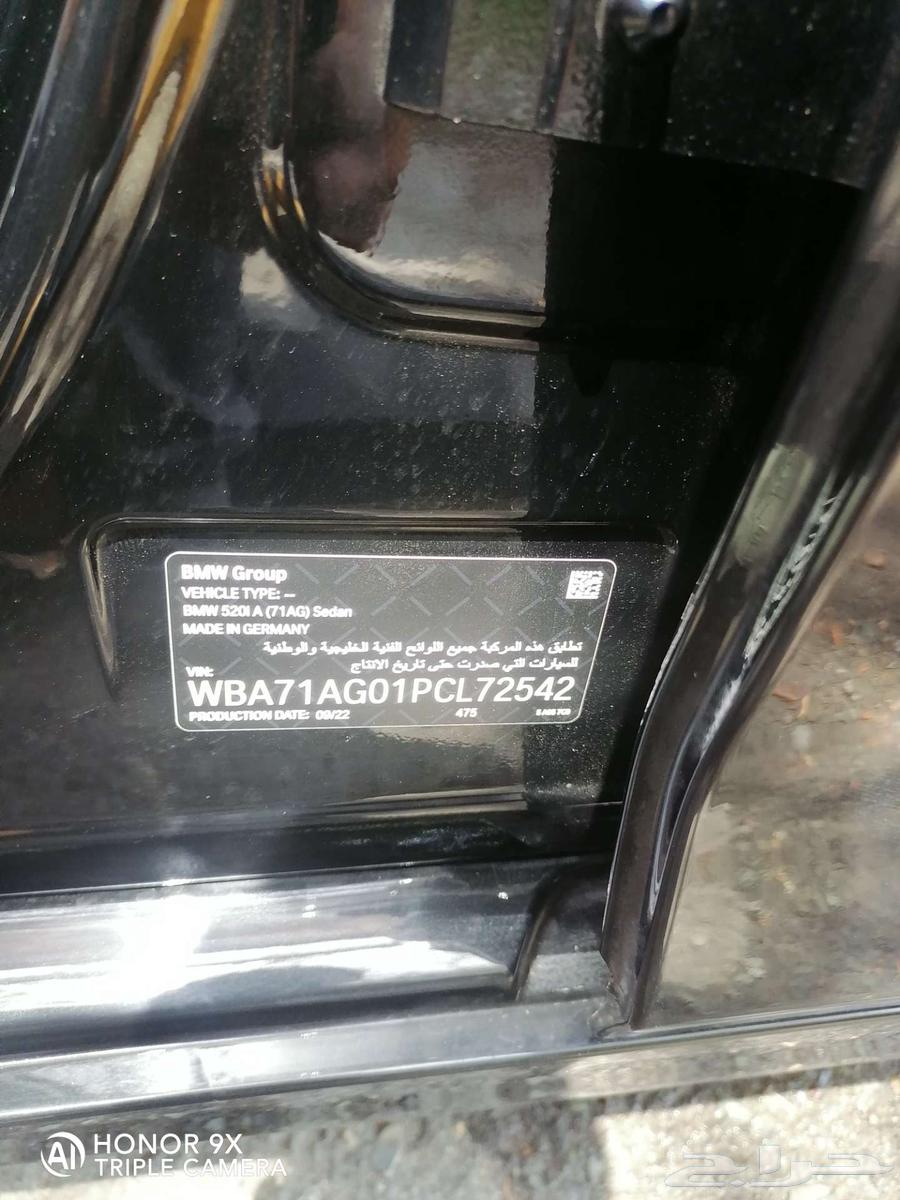 BMW Group
VEHICLE TYPE: --
BMW 520I A (71AG) Sedan
MADE IN GERMANY
تطابق هذه المركبة جميع اللوائح الفنية الخليجية والوطنية
للسيارات التي صدرت حتى تاريخ الانتاج
VIN:
WBA71AG01PCL72542
PRODUCTION DATE: 09/22 475
AI HONOR 9X
TRIPLE CAMERA
حراج